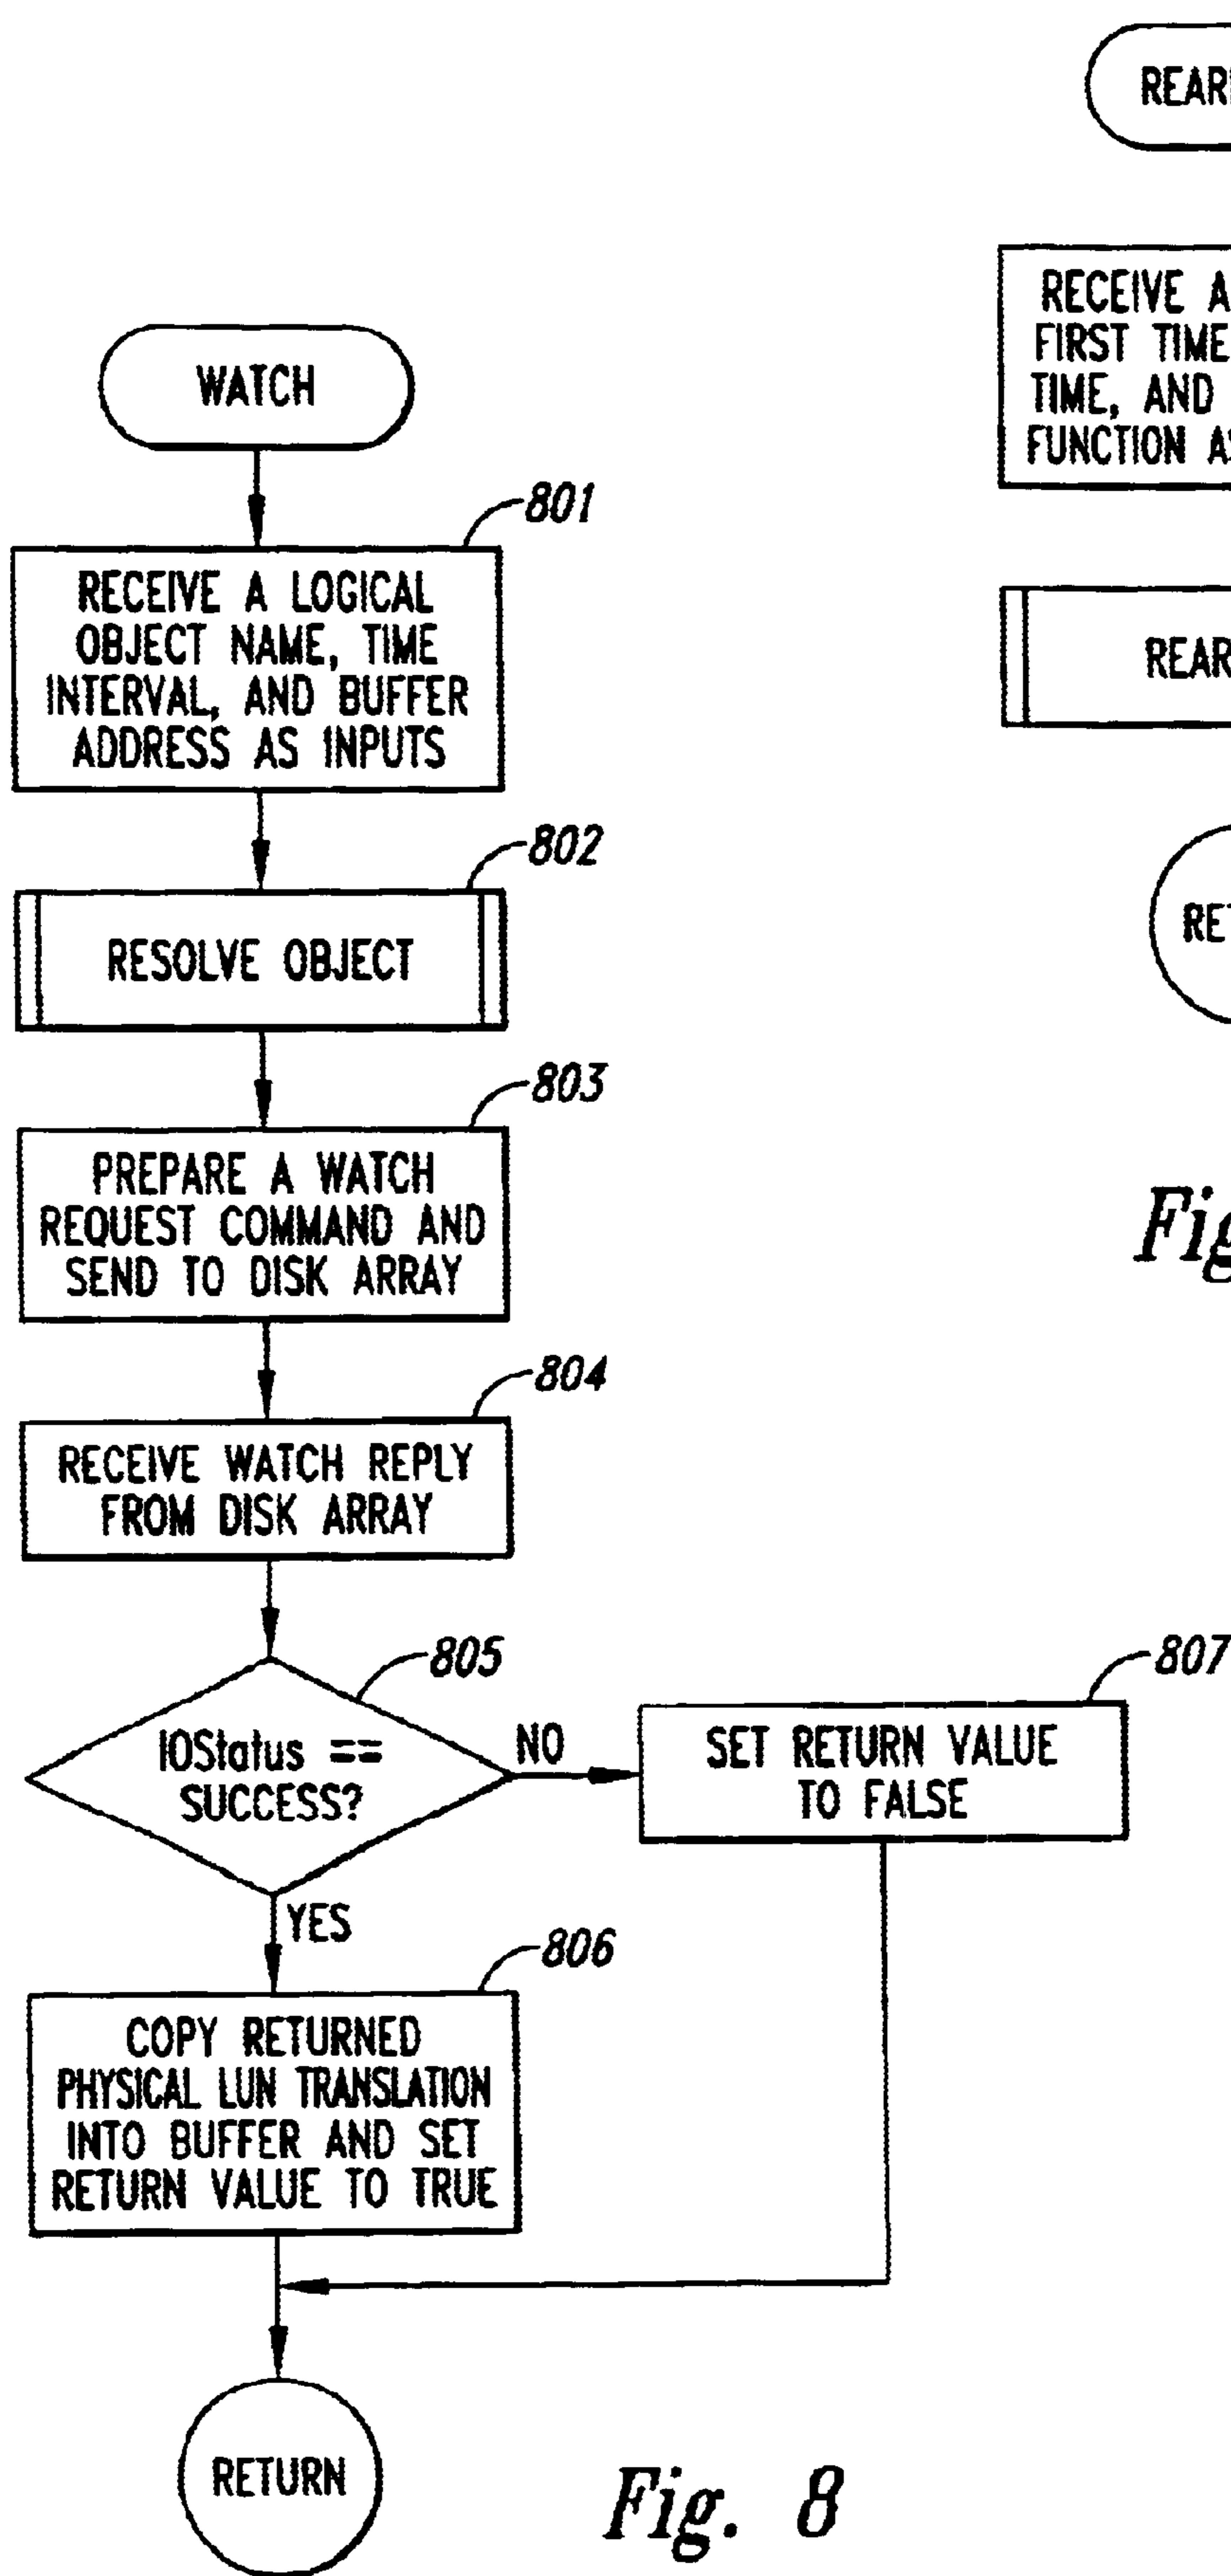 WATCH
801
RECEIVE A LOGICAL
OBJECT NAME, TIME
INTERVAL, AND BUFFER
ADDRESS AS INPUTS
802
RESOLVE OBJECT
803
PREPARE A WATCH
REQUEST COMMAND AND
SEND TO DISK ARRAY
804
RECEIVE WATCH REPLY
FROM DISK ARRAY
805
IOStatus ==
SUCCESS?
NO
807
SET RETURN VALUE
TO FALSE
YES
806
COPY RETURNED
PHYSICAL LUN TRANSLATION
INTO BUFFER AND SET
RETURN VALUE TO TRUE
RETURN
Fig. 8
RECEIVE A
FIRST TIME
TIME, AND
FUNCTION
Fig